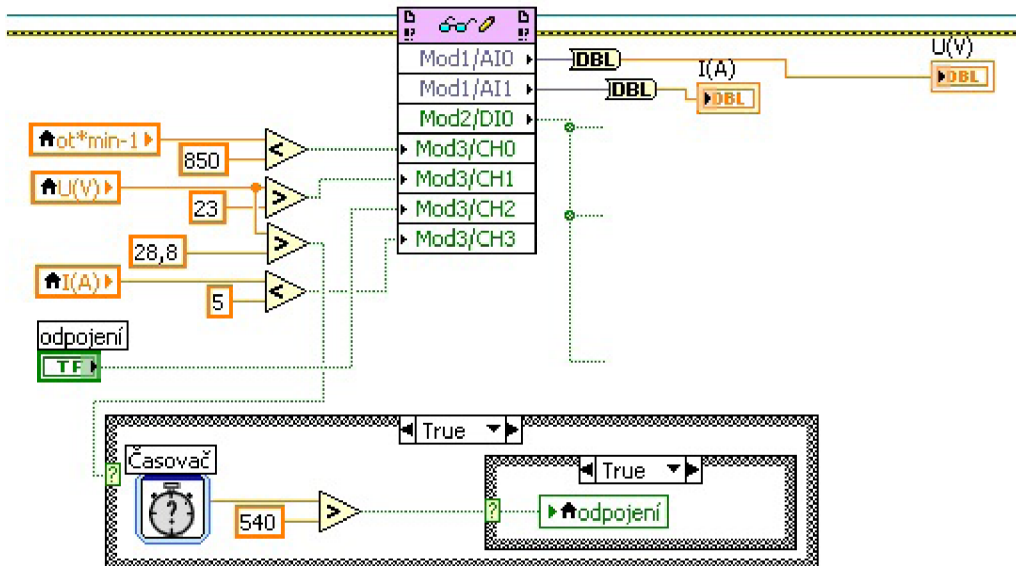 Mod1/AI0
DBL
U(V)
DBL
Mod1/AI1
DBL
I(A)
DBL
Mod2/DI0
ot*min-1
850
<
Mod3/CH0
U(V)
23
>
Mod3/CH1
Mod3/CH2
28,8
>
Mod3/CH3
I(A)
5
<
odpojení
TF
True
Časovač
?
?
540
>
True
?
odpojení